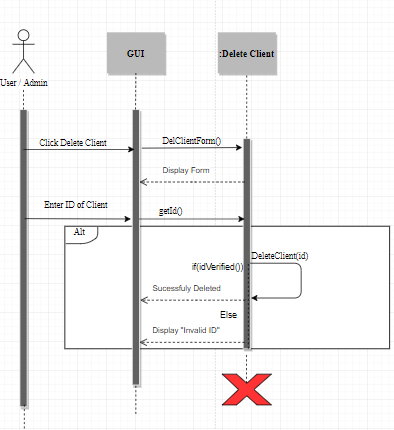 GUI
:Delete Client
User / Admin
Click Delete Client
DelClientForm()
Display Form
Enter ID of Client
getId()
Alt
DeleteClient(id)
if(idVerified())
Sucessfuly Deleted
Else
Display "Invalid ID"